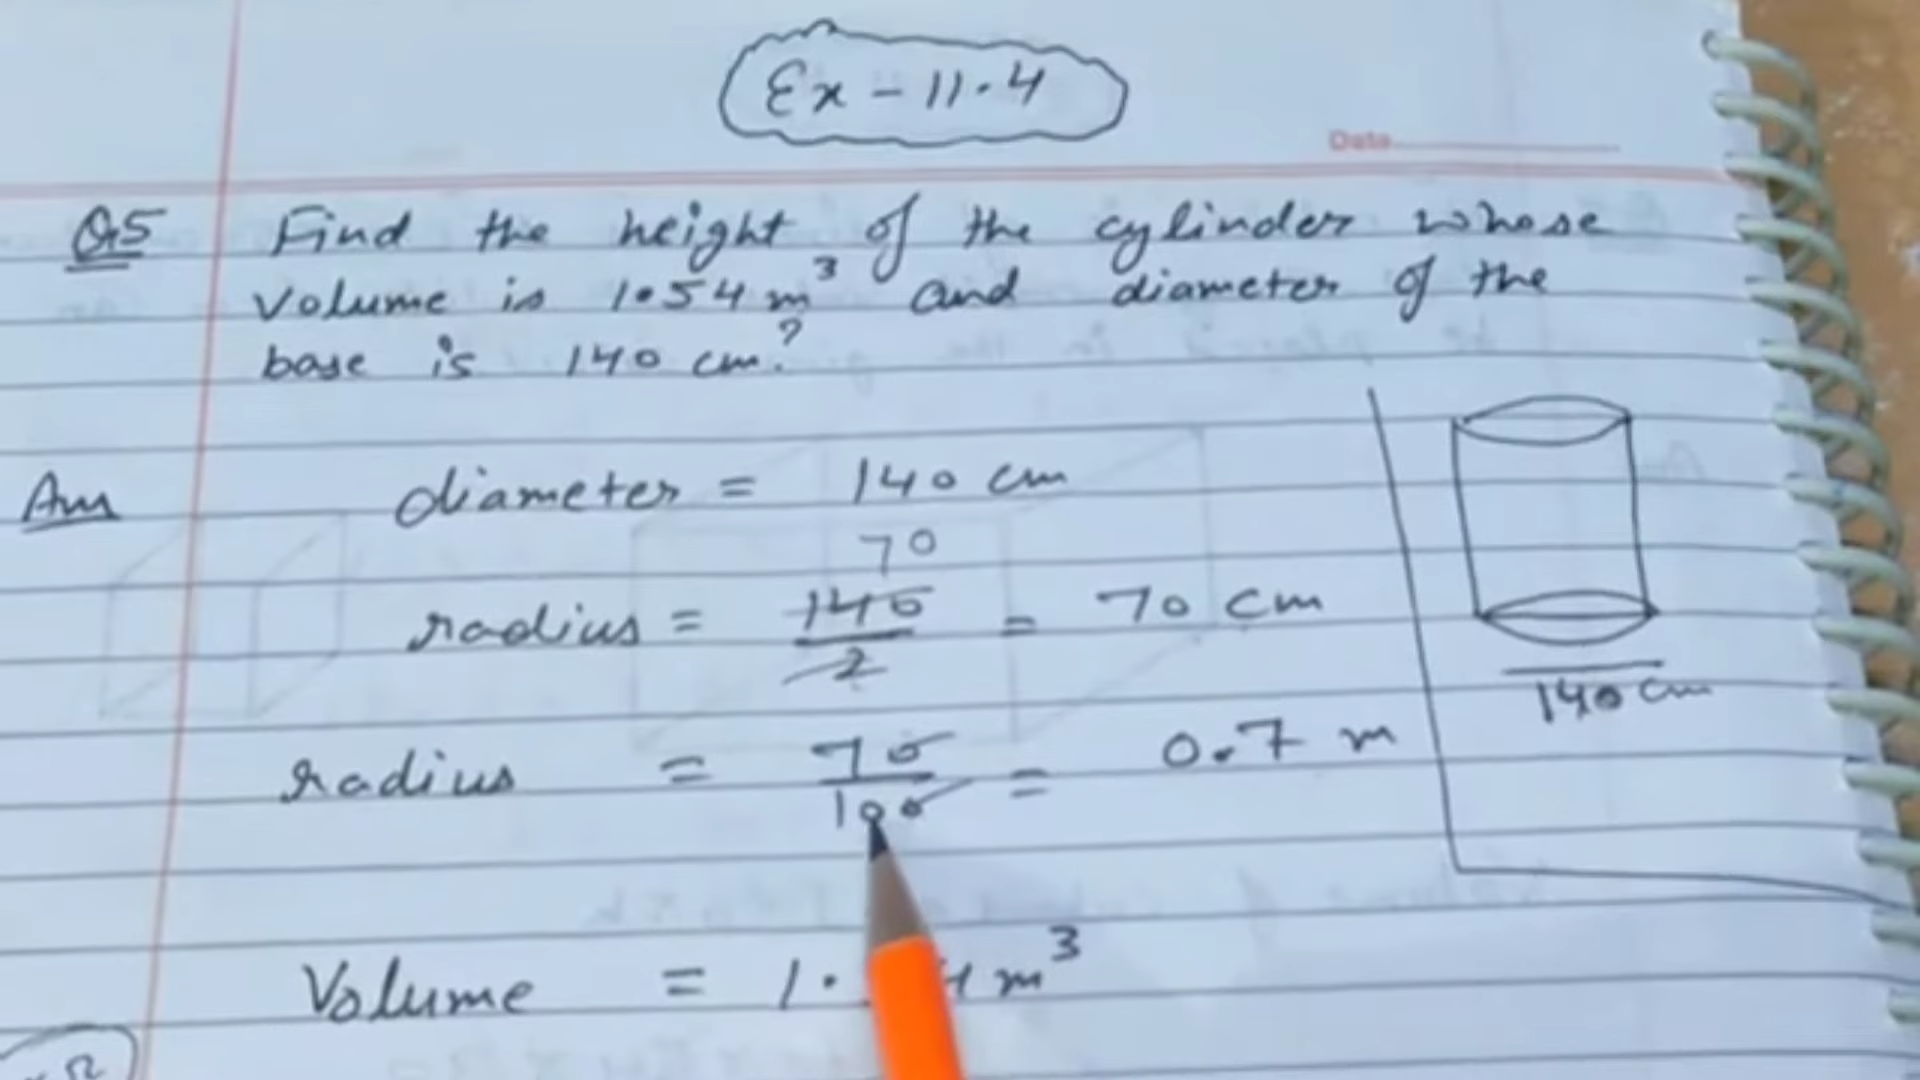 Ex - 11.4
Date
Q5 Find the height of the cylinder whose
volume is 1.54 m³ and diameter of the
base is 140 cm.?
Ans diameter = 140 cm
70
radius = 140/2 = 70 cm
radius = 70/100 = 0.7 m
140 cm
Volume = 1. 4 m³